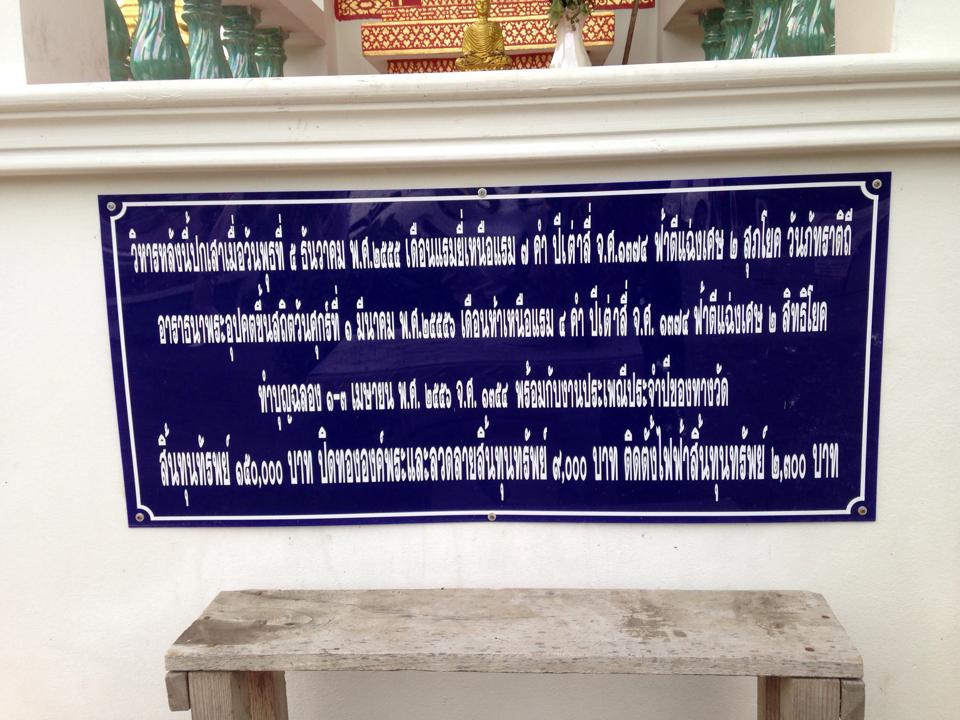 วิหารหลังนี้ปกเสาเมื่อวันพุธที่ ๕ ธันวาคม พ.ศ.๒๕๕๕ เดือนแรมยี่เหนือแรม ๗ คำ ปีเต่าสี่ จ.ศ.๑๓๗๔ ฟ้าตีแฉ่งเศษ ๒ สุภโยค วันภัทราติถี
อาราธนาพระอุปคตขึ้นสถิตวันศุกร์ที่ ๑ มีนาคม พ.ศ.๒๕๕๕๖ เดือนห้าเหนือแรม ๔ คำ ปีเต่าสี่ จ.ศ. ๑๓๗๔ ฟ้าตีแฉ่งเศษ ๒ สิทธิโยค
ทำบุญฉลอง ๑-๓ เมษายน พ.ศ. ๒๕๕๖ จ.ศ. ๑๓๕๔ พร้อมกับงานประเพณีประจำปีของทางวัด
สิ้นทุนทัรพย์ ๑๕๐,๐๐๐ บาท ปิดทององค์พระและลวดลายสิ้นทุนทรัพย์ ๙,๐๐๐ บาท ติดตั้งไฟฟ้าสิ้นทุนทรัพย์ ๒,๓๐๐ บาท